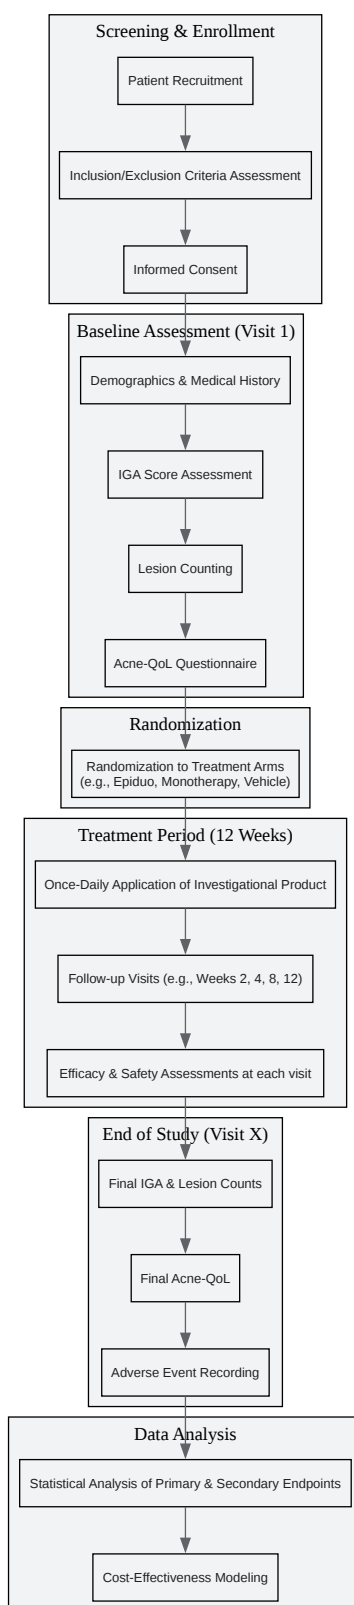 Screening & Enrollment
Patient Recruitment
Inclusion/Exclusion Criteria Assessment
Informed Consent
Baseline Assessment (Visit 1)
Demographics & Medical History
IGA Score Assessment
Lesion Counting
Acne-QoL Questionnaire
Randomization
Randomization to Treatment Arms
(e.g., Epiduo, Monotherapy, Vehicle)
Treatment Period (12 Weeks)
Once-Daily Application of Investigational Product
Follow-up Visits (e.g., Weeks 2, 4, 8, 12)
Efficacy & Safety Assessments at each visit
End of Study (Visit X)
Final IGA & Lesion Counts
Final Acne-QoL
Adverse Event Recording
Data Analysis
Statistical Analysis of Primary & Secondary Endpoints
Cost-Effectiveness Modeling